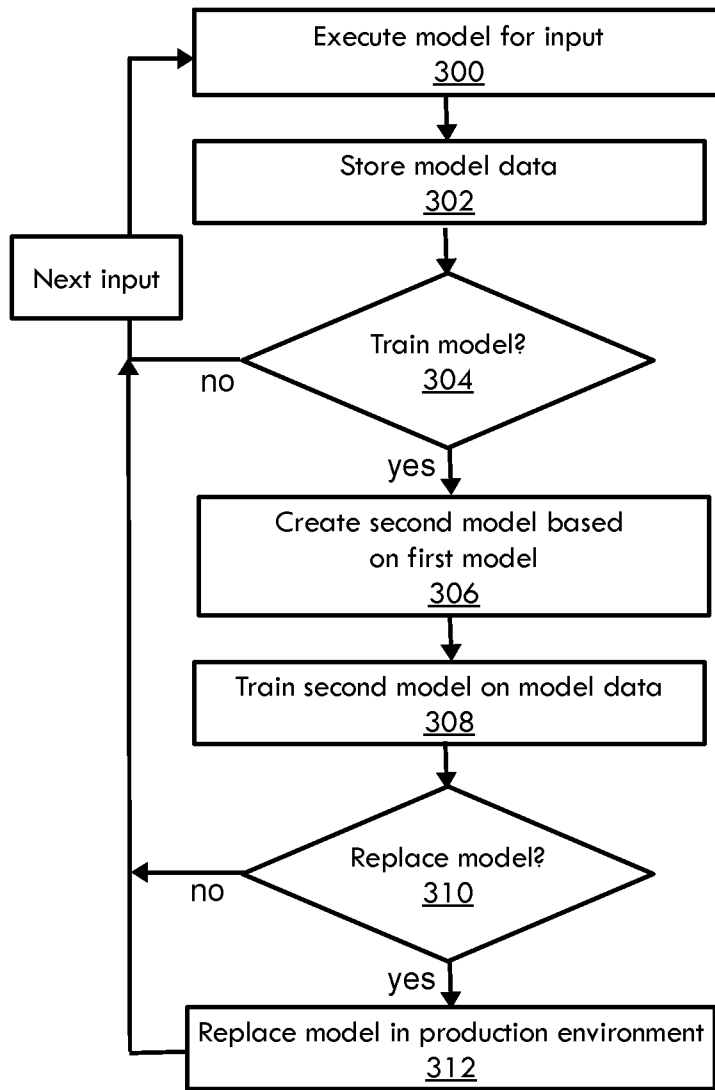 Execute model for input
300
Store model data
302
Next input
Train model?
304
no
yes
Create second model based
on first model
306
Train second model on model data
308
Replace model?
310
no
yes
Replace model in production environment
312